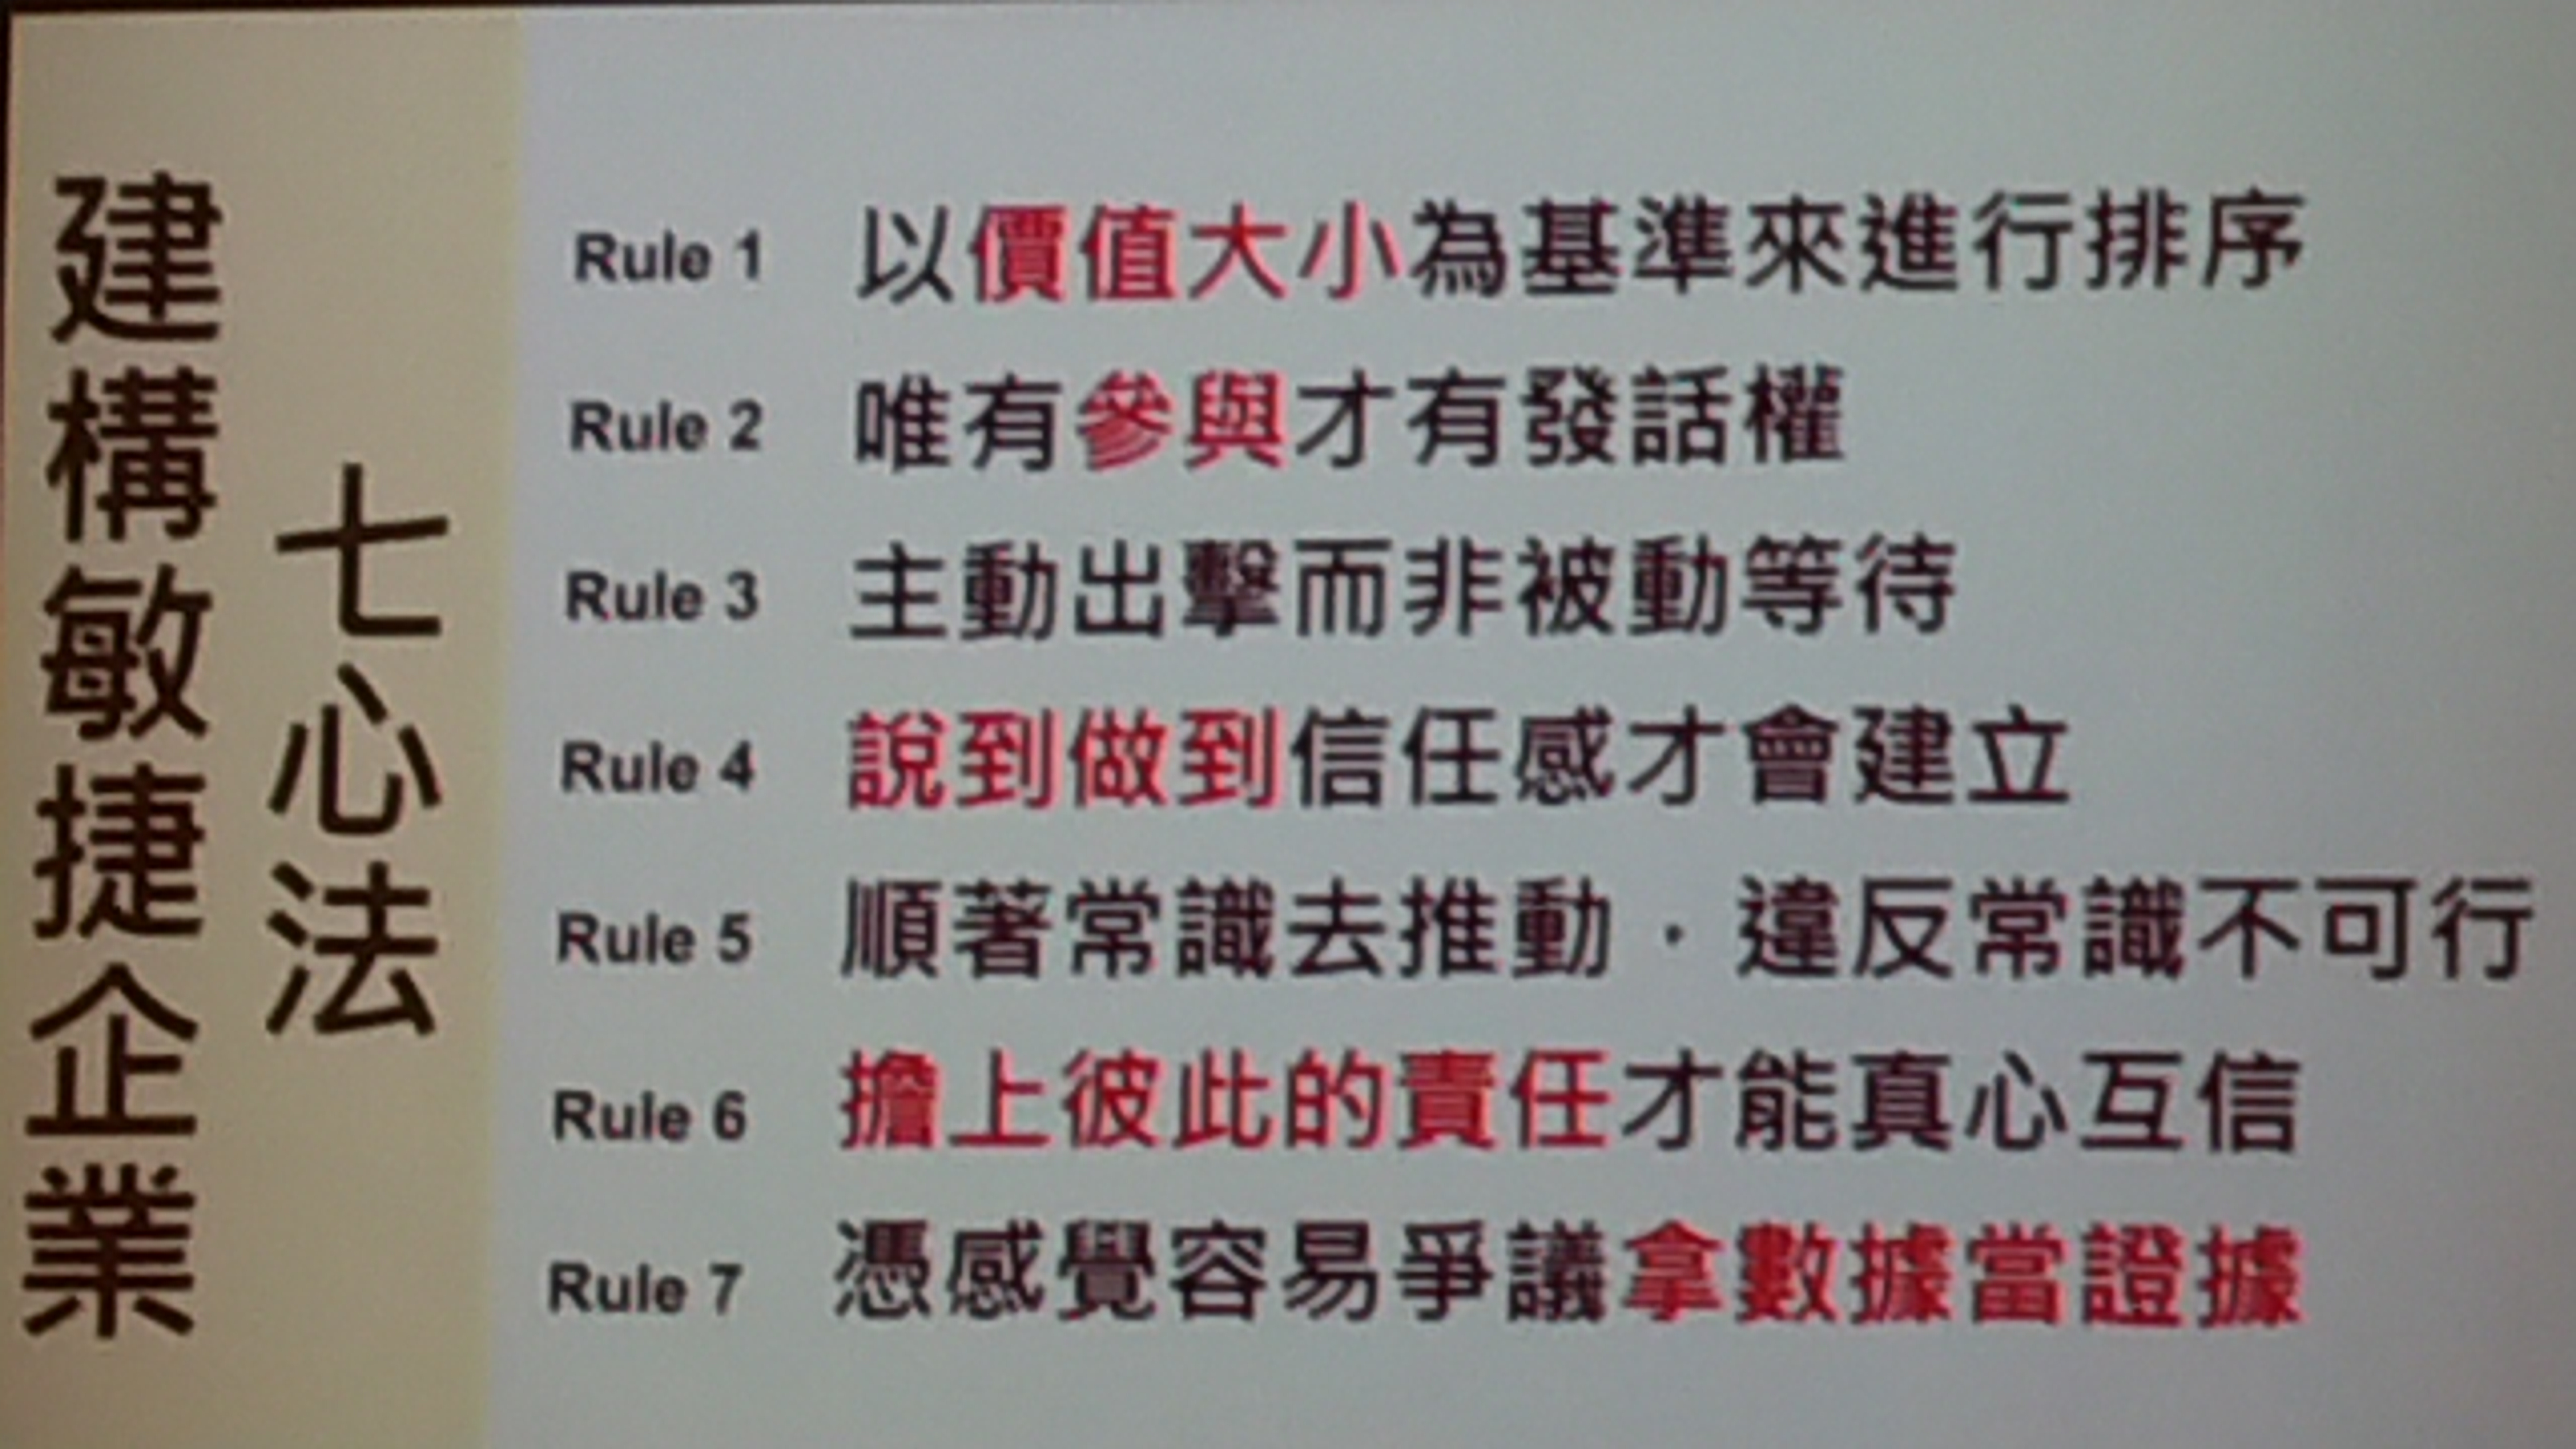 建構敏捷企業
七心法
Rule 1 以價值大小為基準來進行排序
Rule 2 唯有參與才有發話權
Rule 3 主動出擊而非被動等待
Rule 4 說到做到信任感才會建立
Rule 5 順著常識去推動．違反常識不可行
Rule 6 擔上彼此的責任才能真心互信
Rule 7 憑感覺容易爭議拿數據當證據